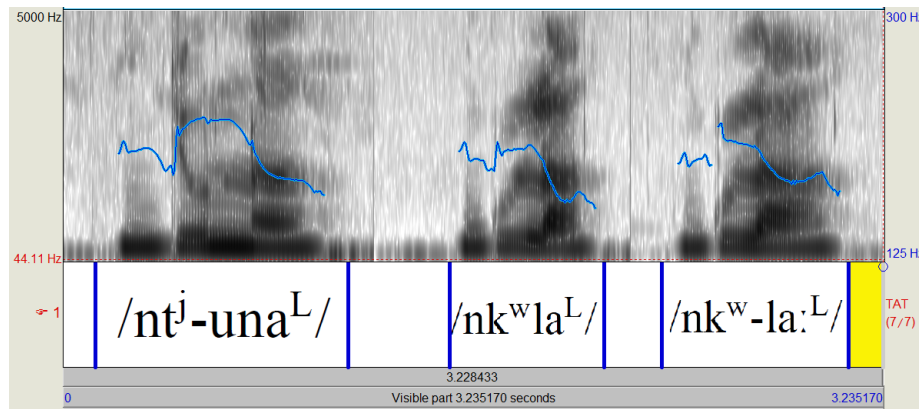 5000 Hz
300 Hz
44.11 Hz
125 Hz
☞ 1
/ntʲ-unaᴸ/
/nkʷlaᴸ/
/nkʷ-laːᴸ/
TAT
(7/7)
3.228433
0
Visible part 3.235170 seconds
3.235170